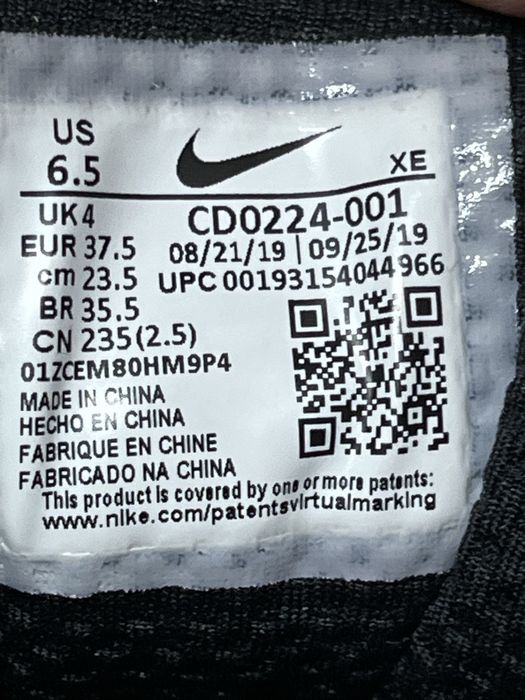 US
6.5
XE
UK 4
CD0224-001
EUR 37.5
08/21/19 | 09/25/19
cm 23.5
UPC 00193154044966
BR 35.5
CN 235(2.5)
01ZCEM80HM9P4
MADE IN CHINA
HECHO EN CHINA
FABRIQUE EN CHINE
FABRICADO NA CHINA
This product is covered by one or more patents:
www.nike.com/patentsvirtualmarking